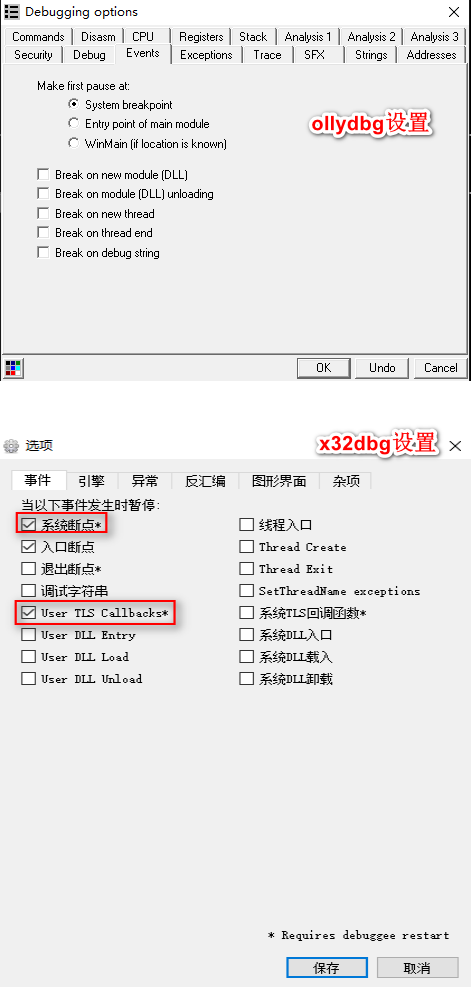 Debugging options
Commands Disasm CPU Registers Stack Analysis 1 Analysis 2 Analysis 3
Security Debug Events Exceptions Trace SFX Strings Addresses
Make first pause at:
System breakpoint
Entry point of main module
WinMain (if location is known)
ollydbg设置
Break on new module (DLL)
Break on module (DLL) unloading
Break on new thread
Break on thread end
Break on debug string
OK Undo Cancel
选项
x32dbg设置
事件 引擎 异常 反汇编 图形界面 杂项
当以下事件发生时暂停:
系统断点* 线程入口
入口断点 Thread Create
退出断点* Thread Exit
调试字符串 SetThreadName exceptions
User TLS Callbacks* 系统TLS回调函数*
User DLL Entry 系统DLL入口
User DLL Load 系统DLL载入
User DLL Unload 系统DLL卸载
* Requires debuggee restart
保存 取消